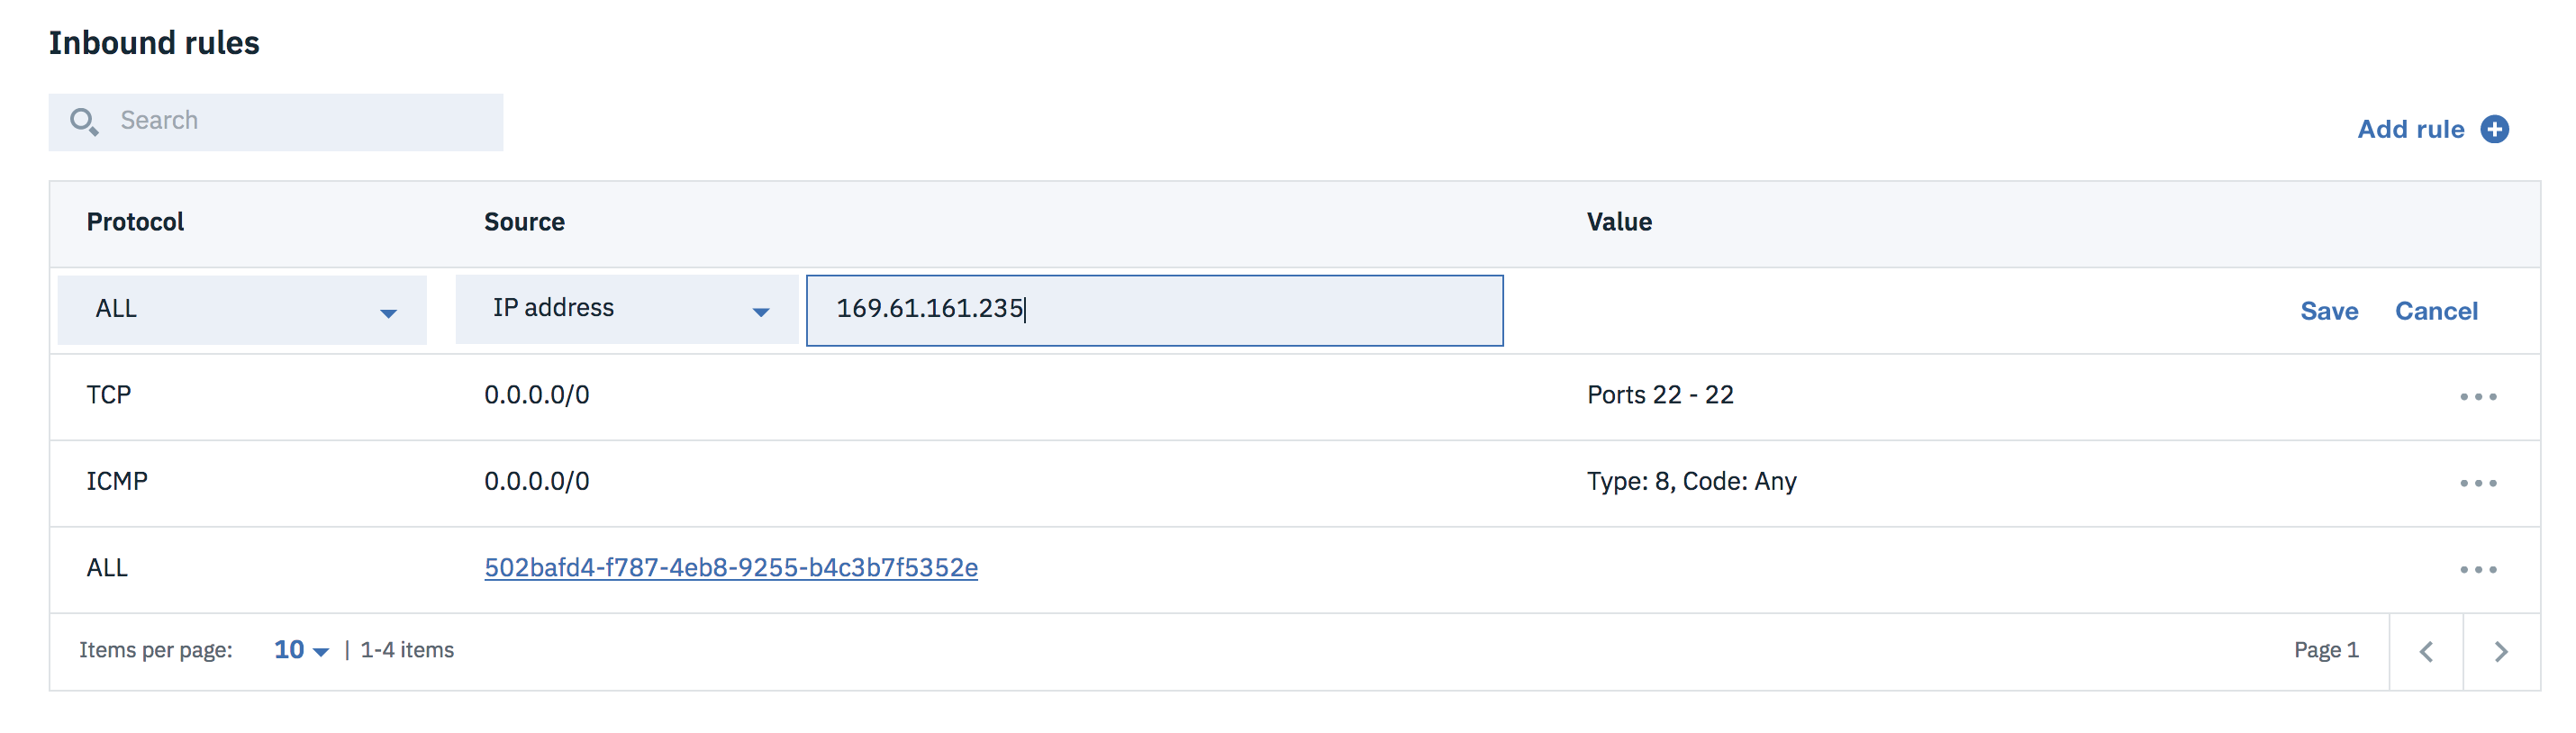 Inbound rules
Search
Add rule
Protocol Source Value
ALL IP address 169.61.161.235 Save Cancel
TCP 0.0.0.0/0 Ports 22 - 22
ICMP 0.0.0.0/0 Type: 8, Code: Any
ALL 502bafd4-f787-4eb8-9255-b4c3b7f5352e
Items per page: 10 | 1-4 items Page 1